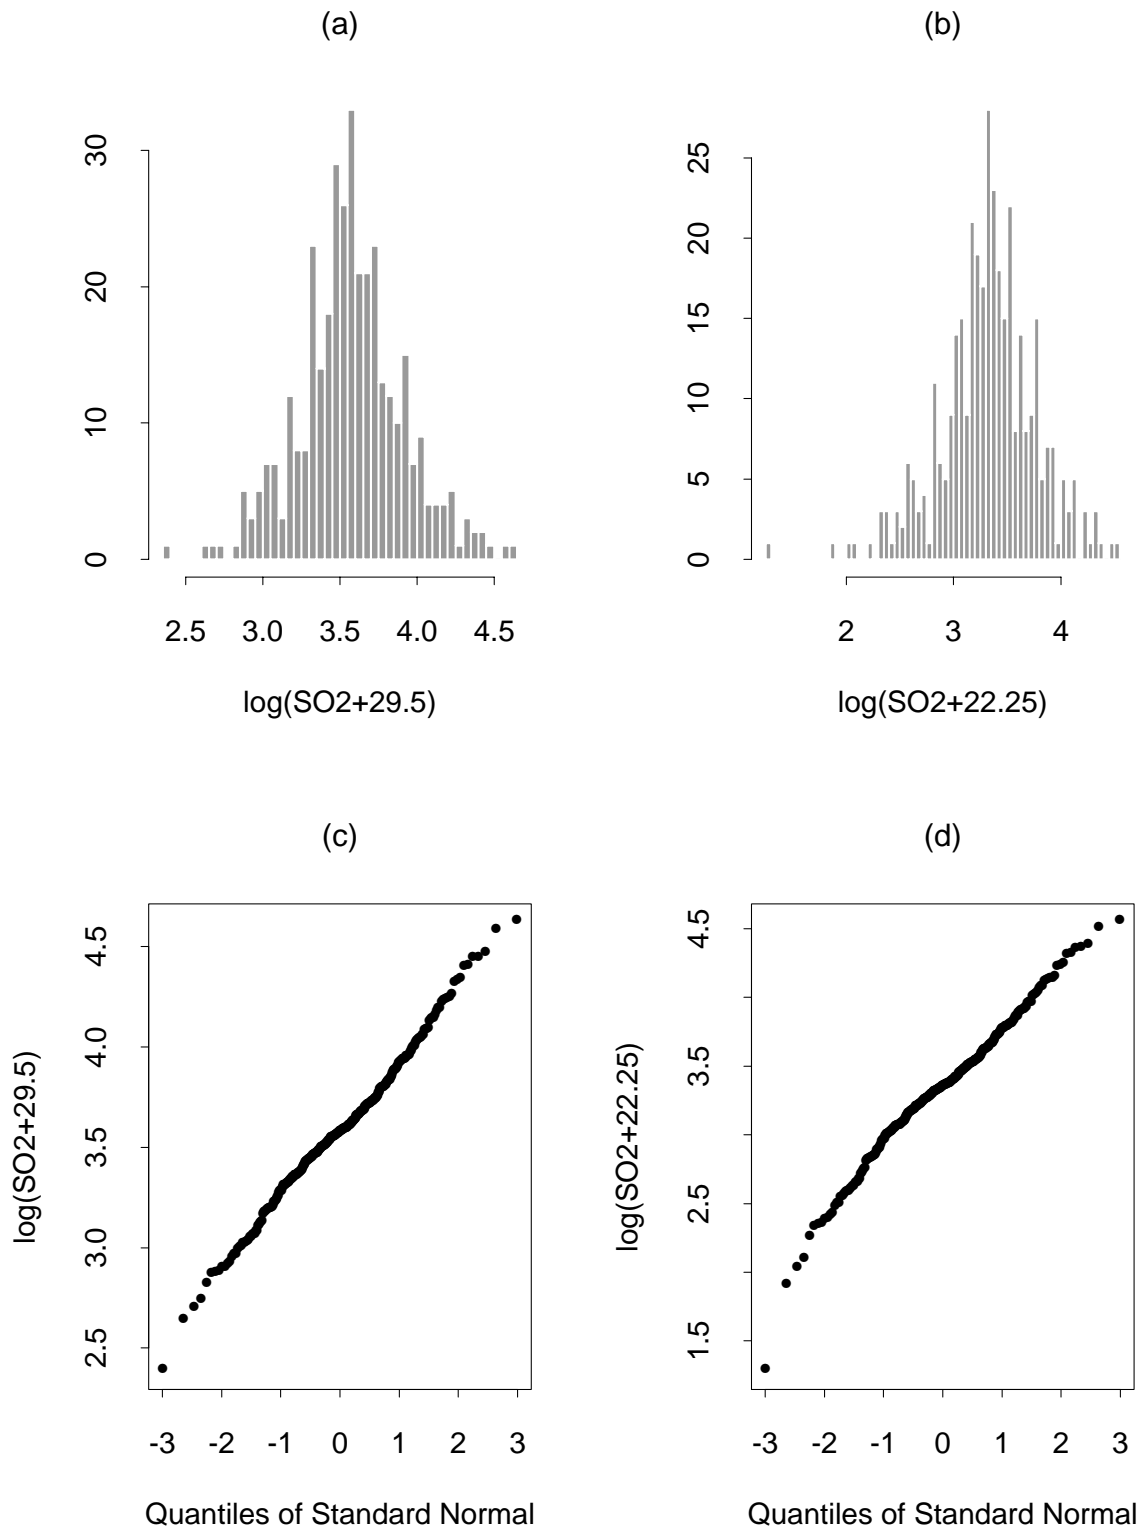 (a)
30
20
10
0
2.5 3.0 3.5 4.0 4.5
log(SO2+29.5)
(b)
25
20
15
10
5
0
2 3 4
log(SO2+22.25)
(c)
4.5
4.0
3.5
3.0
2.5
log(SO2+29.5)
-3 -2 -1 0 1 2 3
Quantiles of Standard Normal
(d)
4.5
3.5
2.5
1.5
log(SO2+22.25)
-3 -2 -1 0 1 2 3
Quantiles of Standard Normal